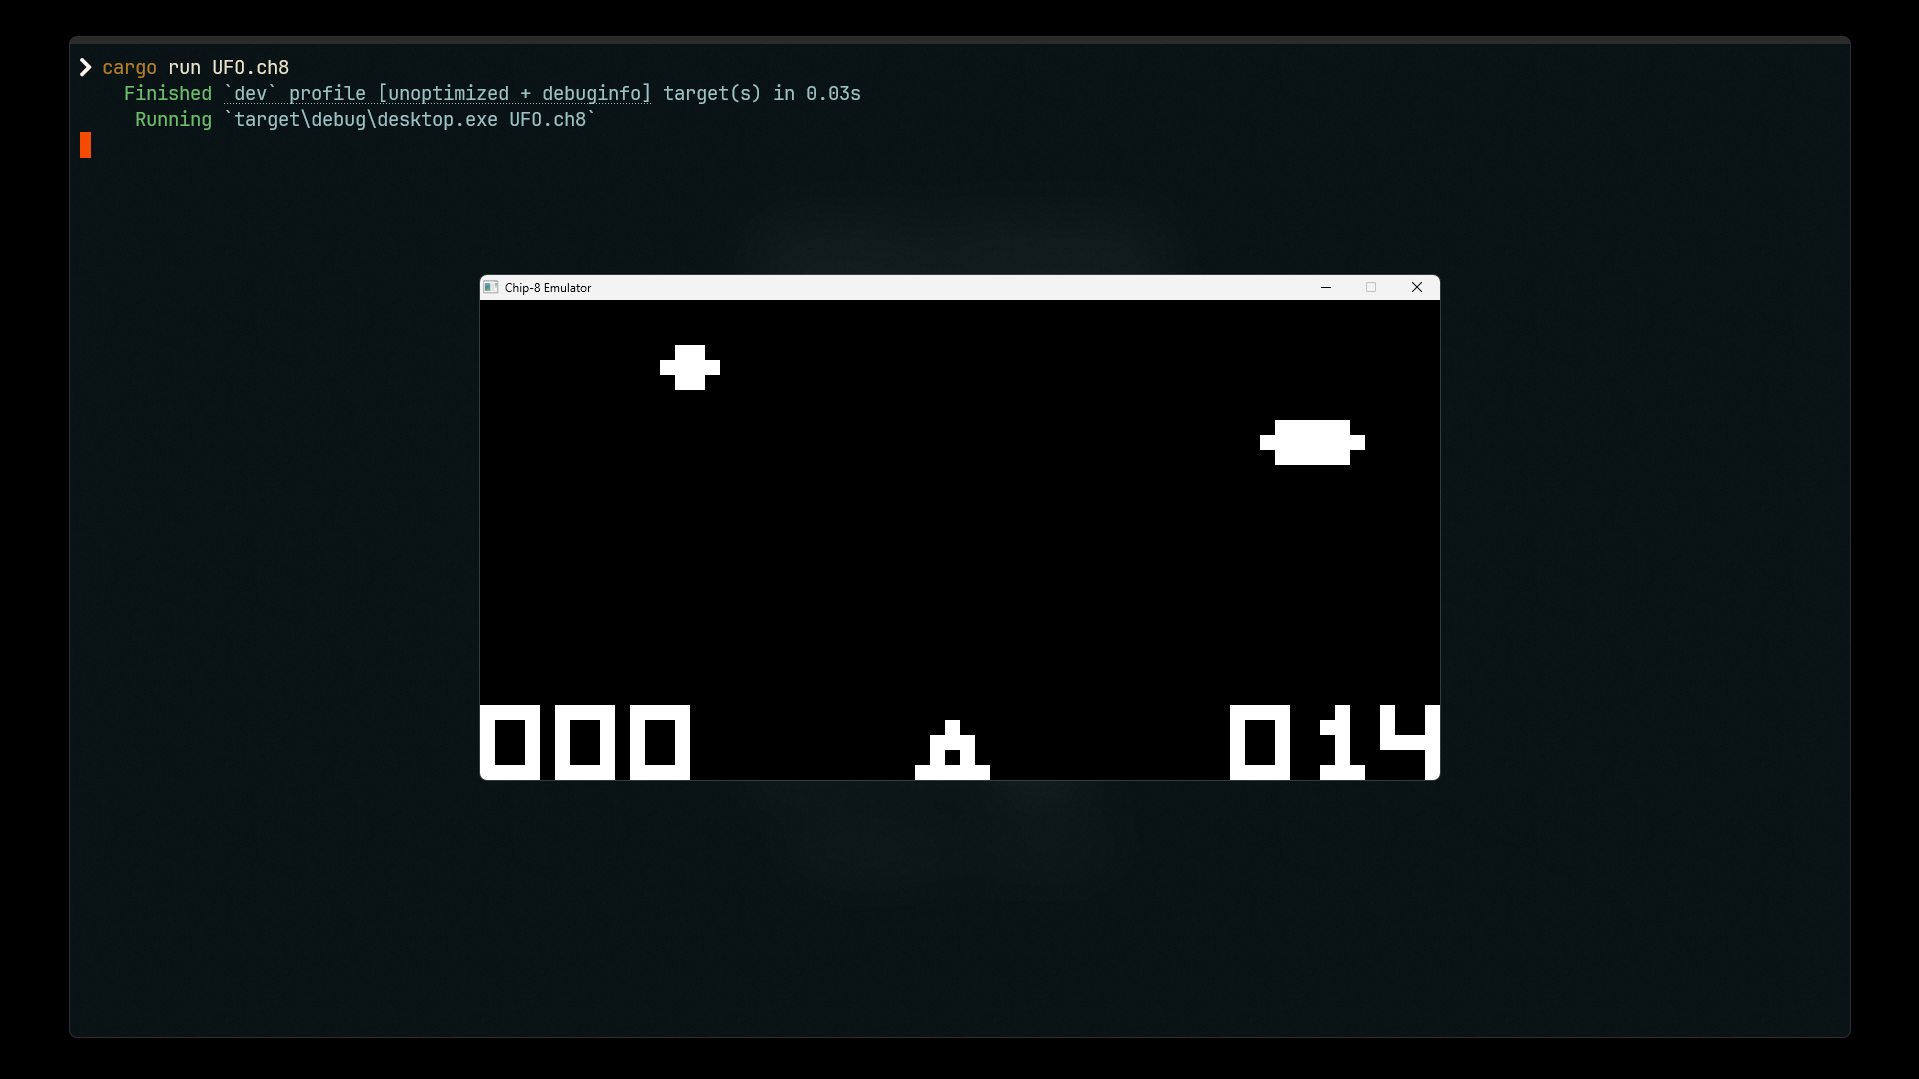 ❯ cargo run UFO.ch8
Finished `dev` profile [unoptimized + debuginfo] target(s) in 0.03s
Running `target\debug\desktop.exe UFO.ch8`
Chip-8 Emulator
000 014